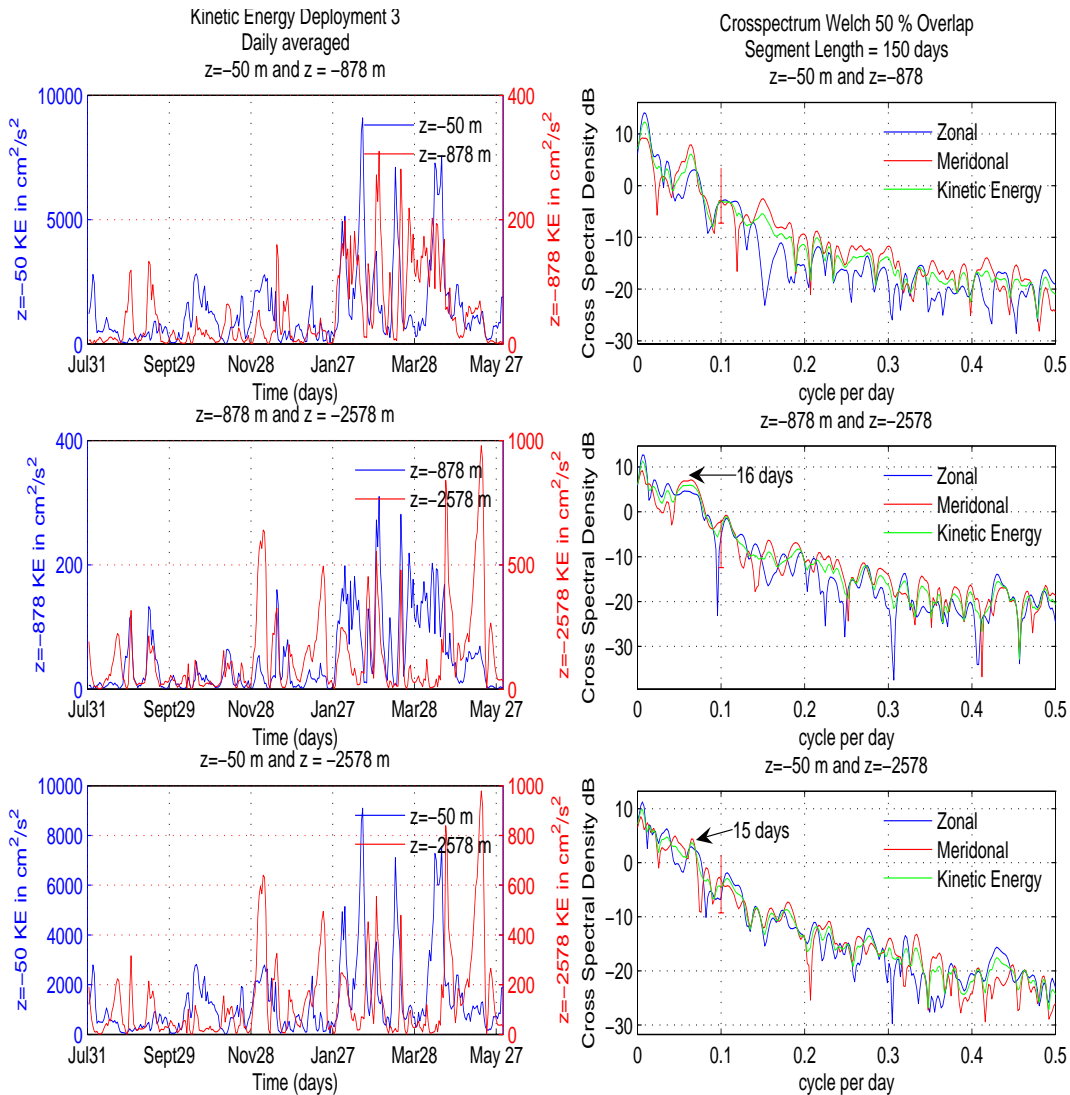 Kinetic Energy Deployment 3
Daily averaged
z=−50 m and z = −878 m
10000
5000
0
400
200
0
z=−50 KE in cm²/s²
z=−878 KE in cm²/s²
z=−50 m
z=−878 m
Jul31 Sept29 Nov28 Jan27 Mar28 May 27
Time (days)
Crosspectrum Welch 50 % Overlap
Segment Length = 150 days
z=−50 m and z=−878
Cross Spectral Density dB
10
0
−10
−20
−30
Zonal
Meridonal
Kinetic Energy
0 0.1 0.2 0.3 0.4 0.5
cycle per day
z=−878 m and z = −2578 m
400
200
0
1000
500
0
z=−878 KE in cm²/s²
z=−2578 KE in cm²/s²
z=−878 m
z=−2578 m
Jul31 Sept29 Nov28 Jan27 Mar28 May 27
Time (days)
z=−878 m and z=−2578
Cross Spectral Density dB
10
0
−10
−20
−30
16 days
Zonal
Meridonal
Kinetic Energy
0 0.1 0.2 0.3 0.4 0.5
cycle per day
z=−50 m and z = −2578 m
10000
8000
6000
4000
2000
0
1000
800
600
400
200
0
z=−50 KE in cm²/s²
z=−2578 KE in cm²/s²
z=−50 m
z=−2578 m
Jul31 Sept29 Nov28 Jan27 Mar28 May 27
Time (days)
z=−50 m and z=−2578
Cross Spectral Density dB
10
0
−10
−20
−30
15 days
Zonal
Meridonal
Kinetic Energy
0 0.1 0.2 0.3 0.4 0.5
cycle per day